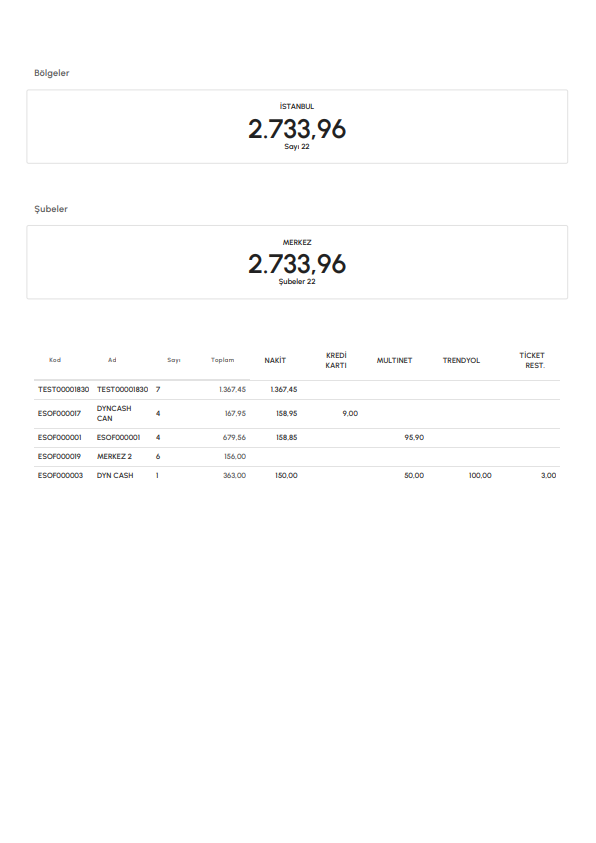 Bölgeler
İSTANBUL
2.733,96
Sayı 22
Şubeler
MERKEZ
2.733,96
Şubeler 22
Kod Ad Sayı Toplam NAKİT KREDİ KARTI MULTINET TRENDYOL TİCKET REST.
TEST00001830 TEST00001830 7 1.367,45 1.367,45
ESOF000017 DYNCASH CAN 4 167,95 158,95 9,00
ESOF000001 ESOF000001 4 679,56 158,85 95,90
ESOF000019 MERKEZ 2 6 156,00
ESOF000003 DYN CASH 1 363,00 150,00 50,00 100,00 3,00